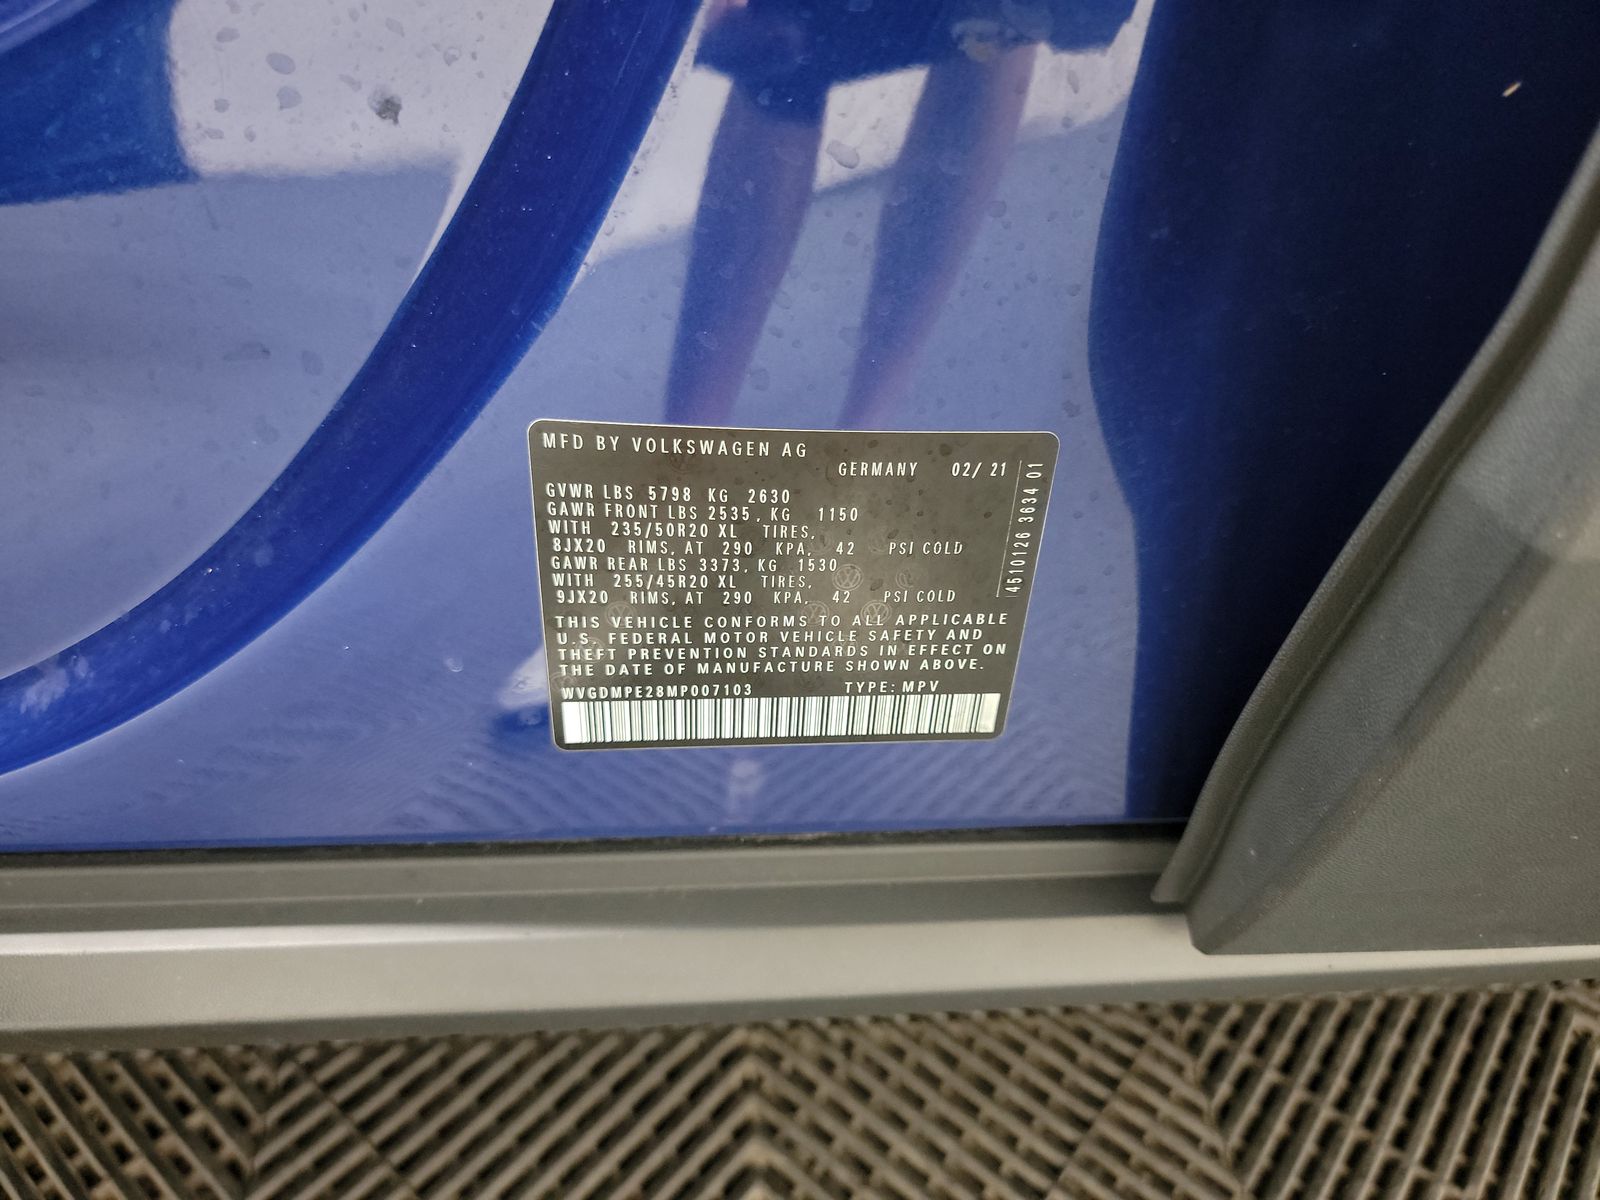 MFD BY VOLKSWAGEN AG
GERMANY 02/ 21
GVWR LBS 5798 KG 2630
GAWR FRONT LBS 2535, KG 1150
WITH 235/50R20 XL TIRES,
8JX20 RIMS, AT 290 KPA, 42 PSI COLD
GAWR REAR LBS 3373, KG 1530
WITH 255/45R20 XL TIRES,
9JX20 RIMS, AT 290 KPA, 42 PSI COLD
THIS VEHICLE CONFORMS TO ALL APPLICABLE
U.S. FEDERAL MOTOR VEHICLE SAFETY AND
THEFT PREVENTION STANDARDS IN EFFECT ON
THE DATE OF MANUFACTURE SHOWN ABOVE.
WVGDMPE28MP007103 TYPE: MPV
4510126 3634 01